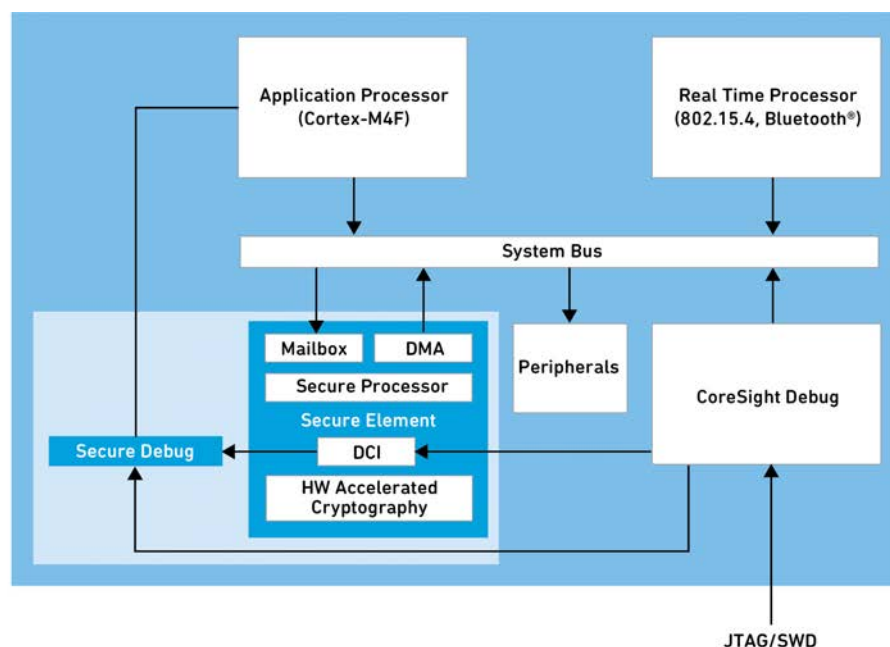 Application Processor
(Cortex-M4F)
Real Time Processor
(802.15.4, Bluetooth®)
System Bus
Mailbox
DMA
Secure Processor
Secure Element
DCI
HW Accelerated
Cryptography
Secure Debug
Peripherals
CoreSight Debug
JTAG/SWD